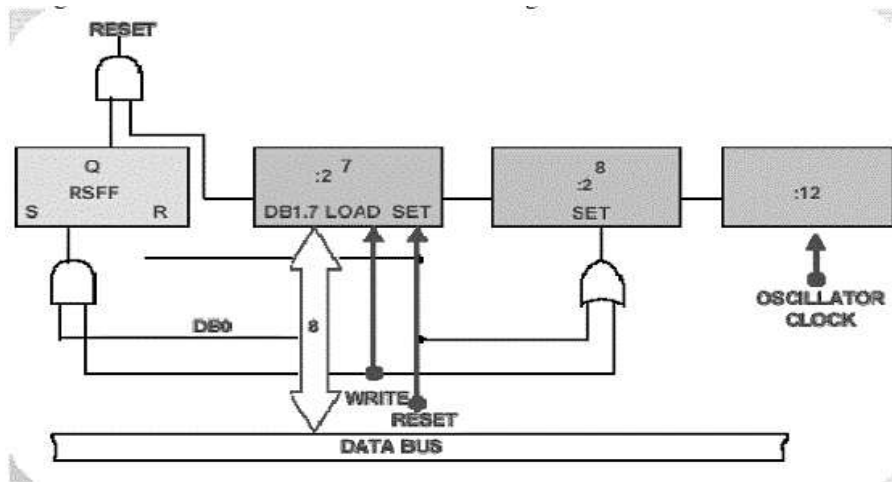 RESET
Q
RSFF
S R
:2 7
DB1.7 LOAD SET
8
:2
SET
:12
OSCILLATOR
CLOCK
DB0
8
WRITE
RESET
DATA BUS